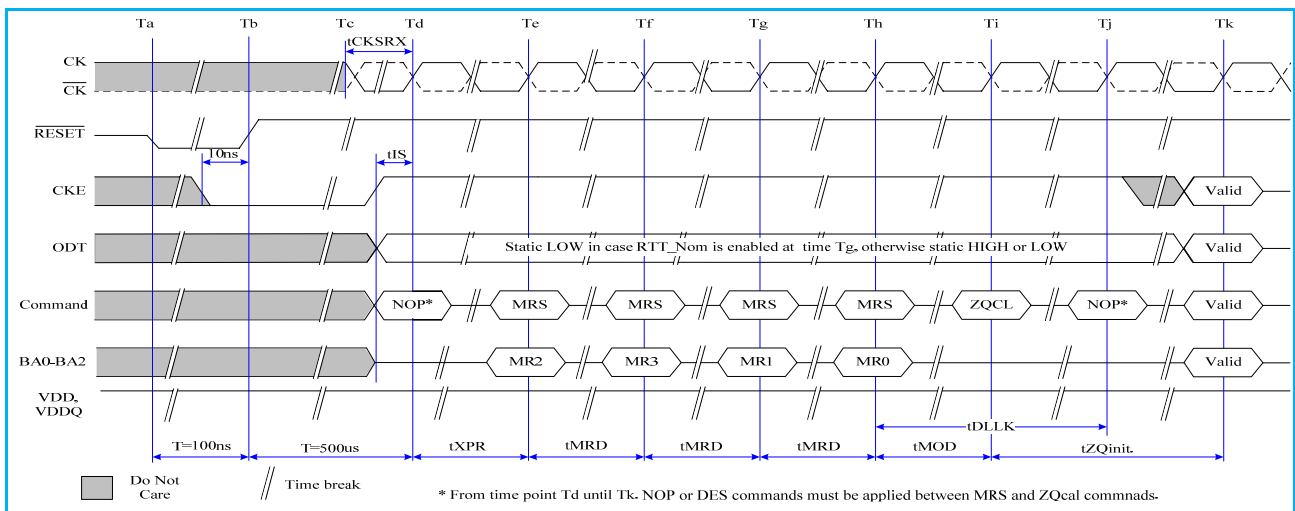 Ta Tb Tc Td Te Tf Tg Th Ti Tj Tk
tCKSRX
CK
CK
RESET
10ns
tIS
CKE
Valid
ODT
Static LOW in case RTT_Nom is enabled at time Tg, otherwise static HIGH or LOW
Valid
Command
NOP* MRS MRS MRS MRS ZQCL NOP* Valid
BA0-BA2
MR2 MR3 MR1 MR0 Valid
VDD,
VDDQ
tDLLK
T=100ns T=500us tXPR tMRD tMRD tMRD tMOD tZQinit.
Do Not
Care
Time break
* From time point Td until Tk. NOP or DES commands must be applied between MRS and ZQcal commnads.